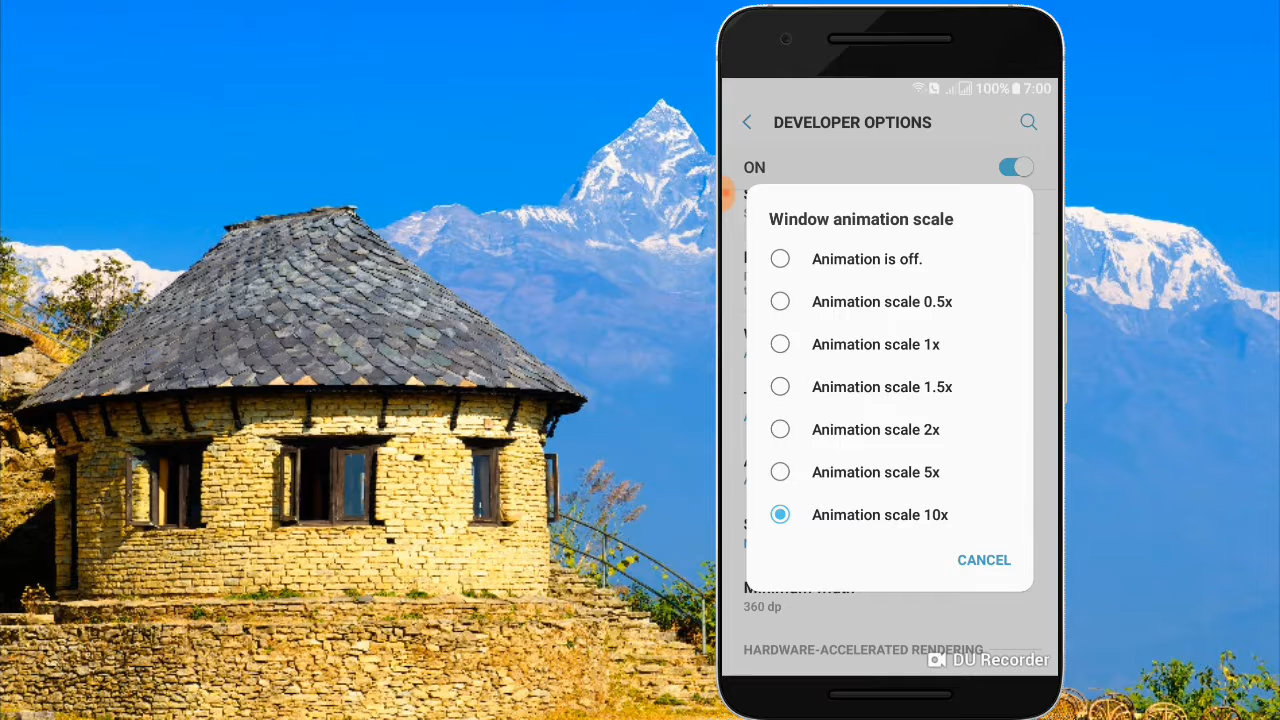 100% 7:00
DEVELOPER OPTIONS
ON
Window animation scale
Animation is off.
Animation scale 0.5x
Animation scale 1x
Animation scale 1.5x
Animation scale 2x
Animation scale 5x
Animation scale 10x
CANCEL
Minimum width
360 dp
HARDWARE-ACCELERATED RENDERING
DU Recorder